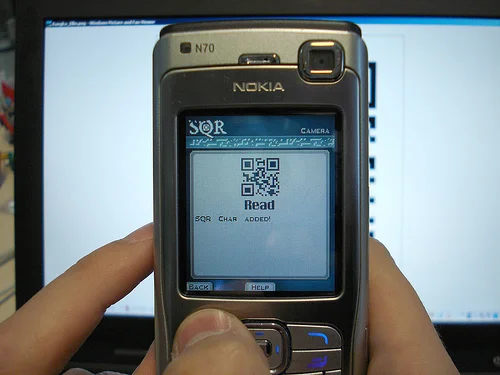 N70
NOKIA
SQR
CAMERA
Read
SQR CHAR ADDED!
BACK
HELP